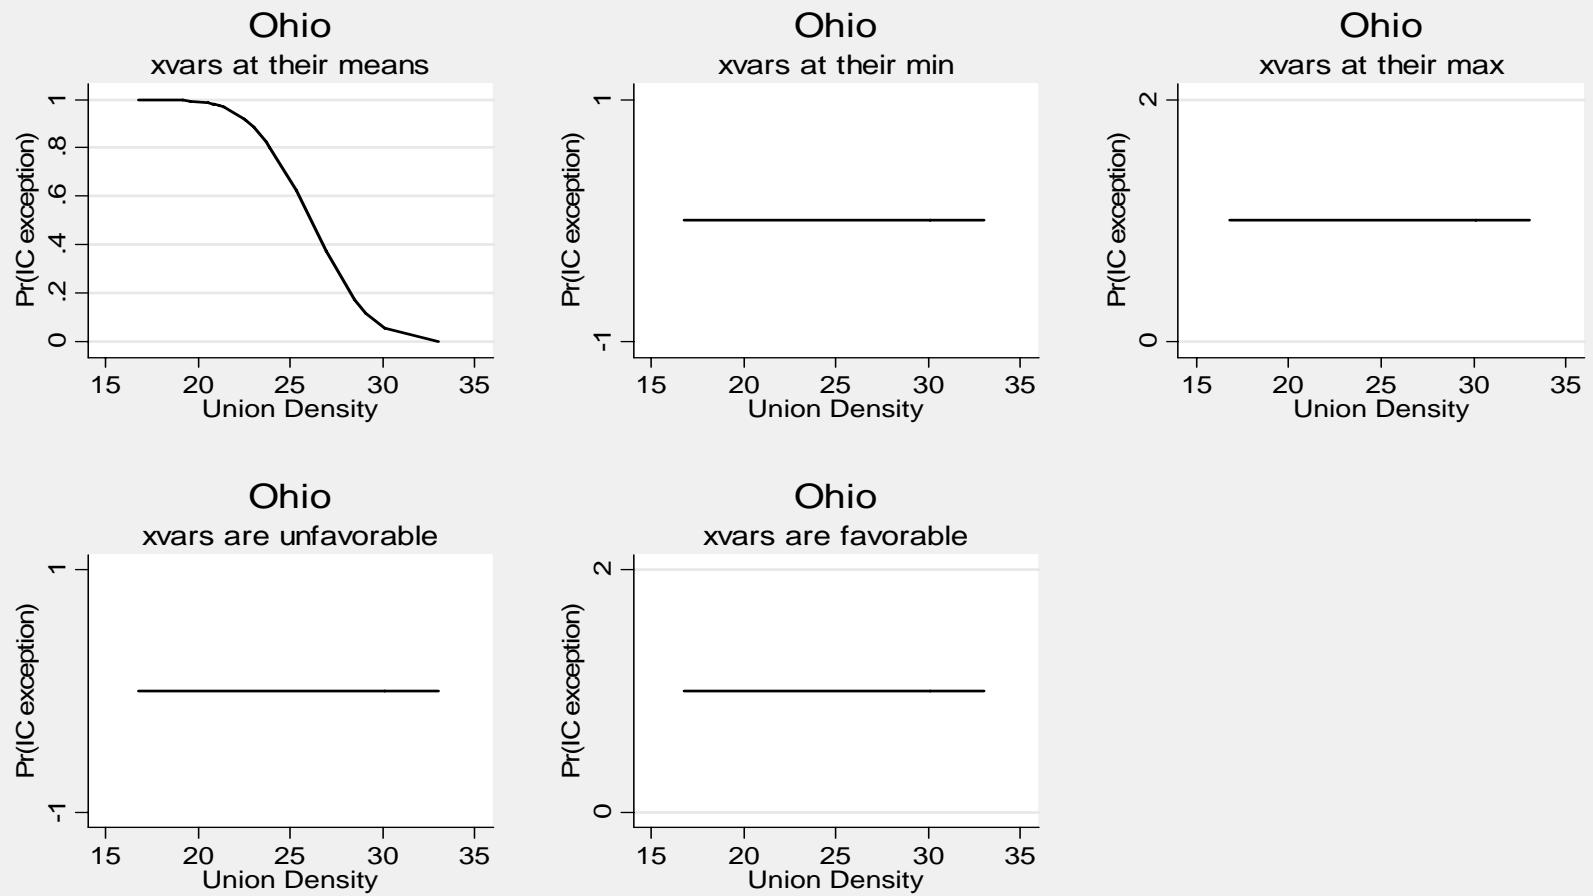 Ohio
xvars at their means
Pr(IC exception)
1
.8
.6
.4
.2
0
15 20 25 30 35
Union Density
Ohio
xvars at their min
Pr(IC exception)
1
-1
15 20 25 30 35
Union Density
Ohio
xvars at their max
Pr(IC exception)
2
0
15 20 25 30 35
Union Density
Ohio
xvars are unfavorable
Pr(IC exception)
1
-1
15 20 25 30 35
Union Density
Ohio
xvars are favorable
Pr(IC exception)
2
0
15 20 25 30 35
Union Density